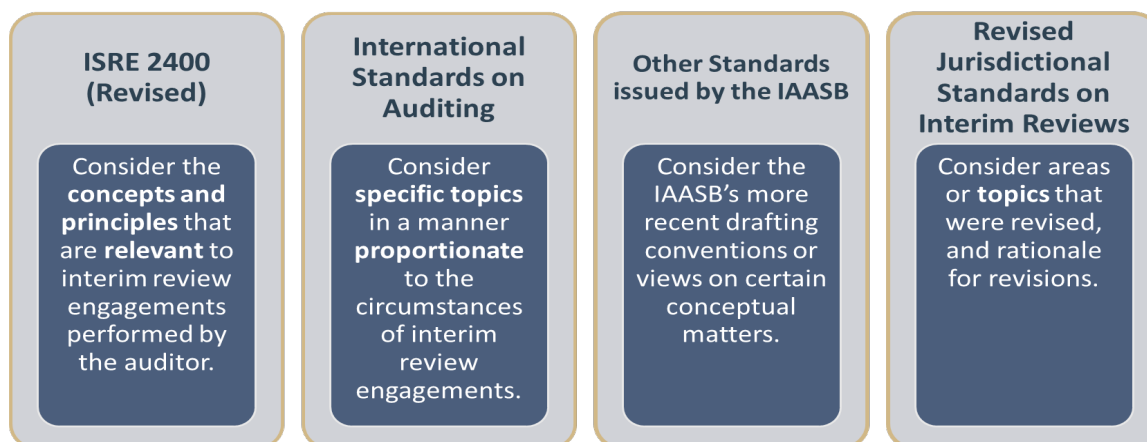 ISRE 2400
(Revised)
Consider the
concepts and
principles that
are relevant to
interim review
engagements
performed by
the auditor.
International
Standards on
Auditing
Consider
specific topics
in a manner
proportionate
to the
circumstances
of interim
review
engagements.
Other Standards
issued by the IAASB
Consider the
IAASB’s more
recent drafting
conventions or
views on certain
conceptual
matters.
Revised
Jurisdictional
Standards on
Interim Reviews
Consider areas
or topics that
were revised,
and rationale
for revisions.